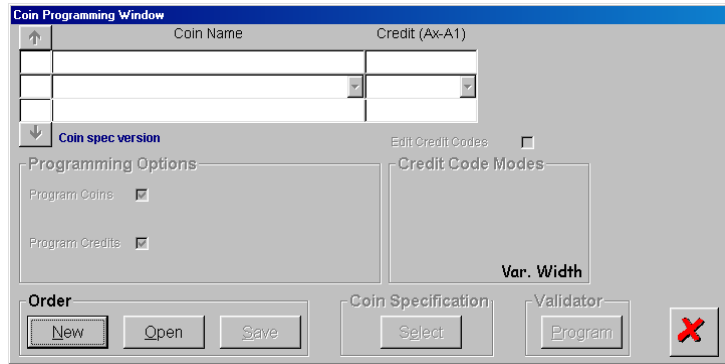 Coin Programming Window
Coin Name Credit (Ax-A1)
Coin spec version
Edit Credit Codes
Programming Options
Credit Code Modes
Program Coins
Program Credits
Var. Width
Order
Coin Specification
Validator
New
Open
Save
Select
Program